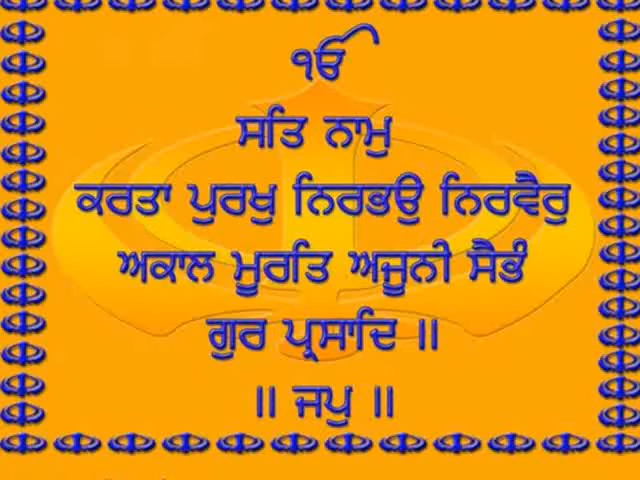 ੴ
ਸਤਿ ਨਾਮੁ
ਕਰਤਾ ਪੁਰਖੁ ਨਿਰਭਉ ਨਿਰਵੈਰੁ
ਅਕਾਲ ਮੂਰਤਿ ਅਜੂਨੀ ਸੈਭੰ
ਗੁਰ ਪ੍ਰਸਾਦਿ ॥
॥ ਜਪੁ ॥